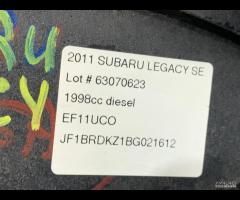 2011 SUBARU LEGACY SE
Lot # 63070623
1998cc diesel
EF11UCO
JF1BRDKZ1BG021612